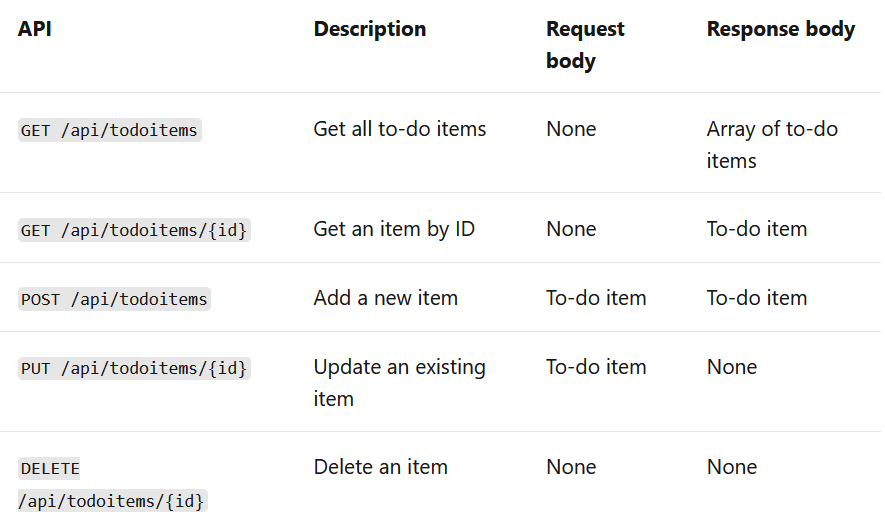 API Description Request body Response body
GET /api/todoitems Get all to-do items None Array of to-do items
GET /api/todoitems/{id} Get an item by ID None To-do item
POST /api/todoitems Add a new item To-do item To-do item
PUT /api/todoitems/{id} Update an existing item To-do item None
DELETE /api/todoitems/{id} Delete an item None None